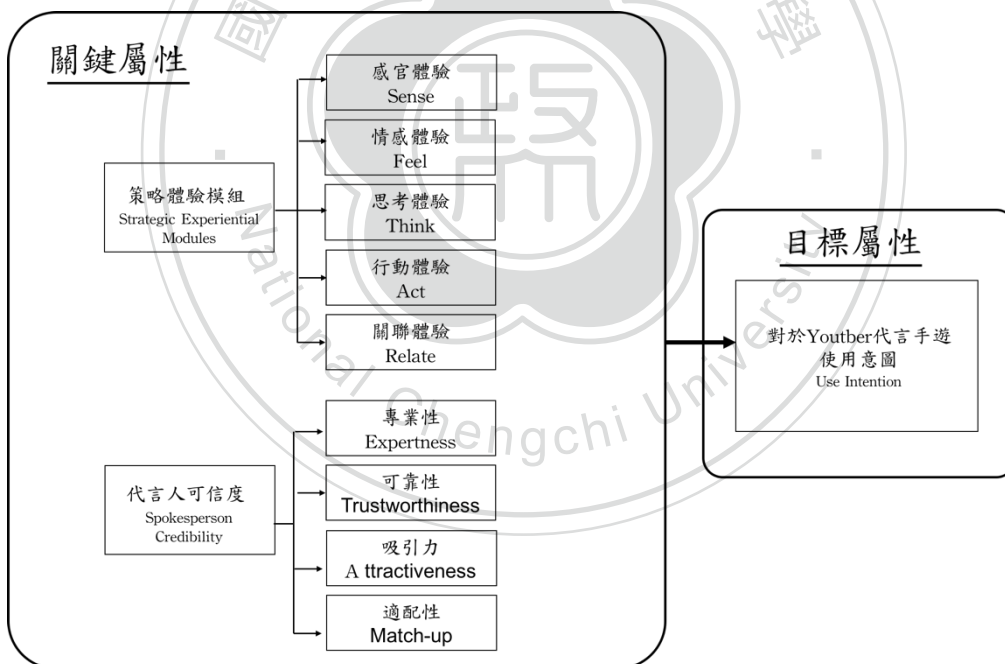 關鍵屬性
策略體驗模組
Strategic Experiential
Modules
感官體驗
Sense
情感體驗
Feel
思考體驗
Think
行動體驗
Act
關聯體驗
Relate
代言人可信度
Spokesperson
Credibility
專業性
Expertness
可靠性
Trustworthiness
吸引力
A ttractiveness
適配性
Match-up
目標屬性
對於Youtber代言手遊
使用意圖
Use Intention
國
學
政
National Chengchi University